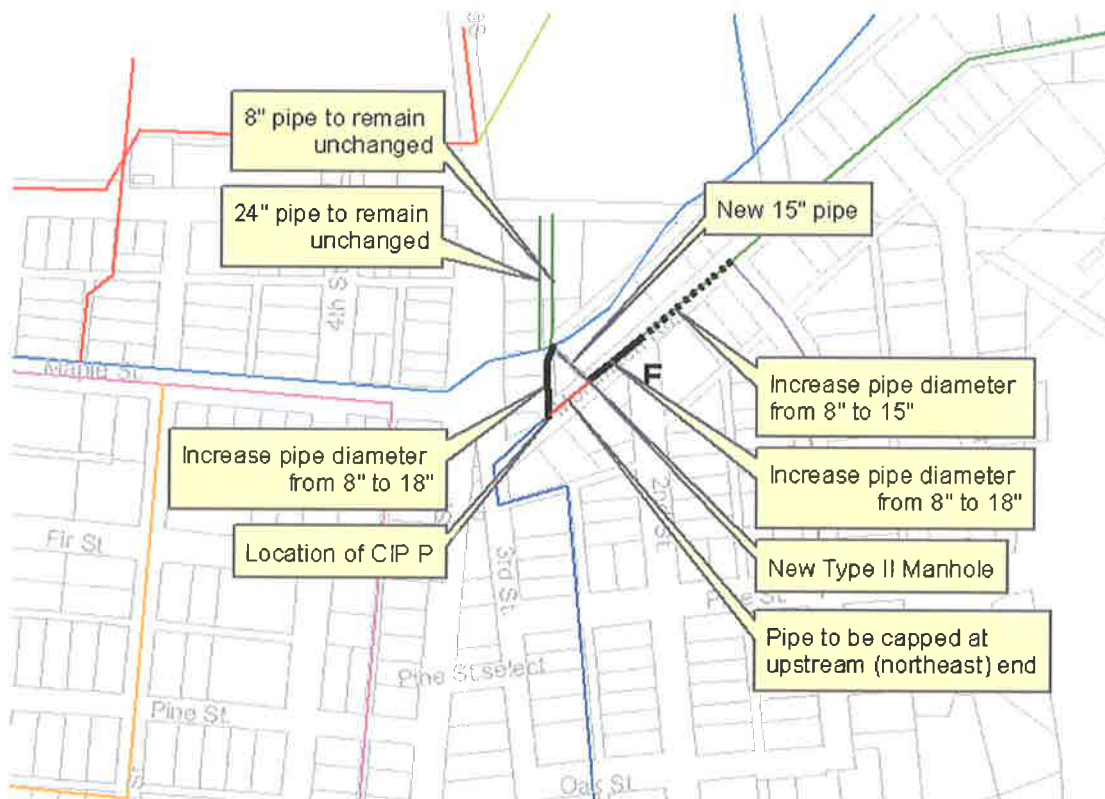 8" pipe to remain
unchanged
24" pipe to remain
unchanged
New 15" pipe
S 4th
Maple St.
F
Increase pipe diameter
from 8" to 15"
Increase pipe diameter
from 8" to 18"
Increase pipe diameter
from 8" to 18"
Fir St.
Location of CIP P
2nd St.
3rd St.
New Type II Manhole
Pipe to be capped at
upstream (northeast) end
Pine St.select
Pine St.
Oak St.